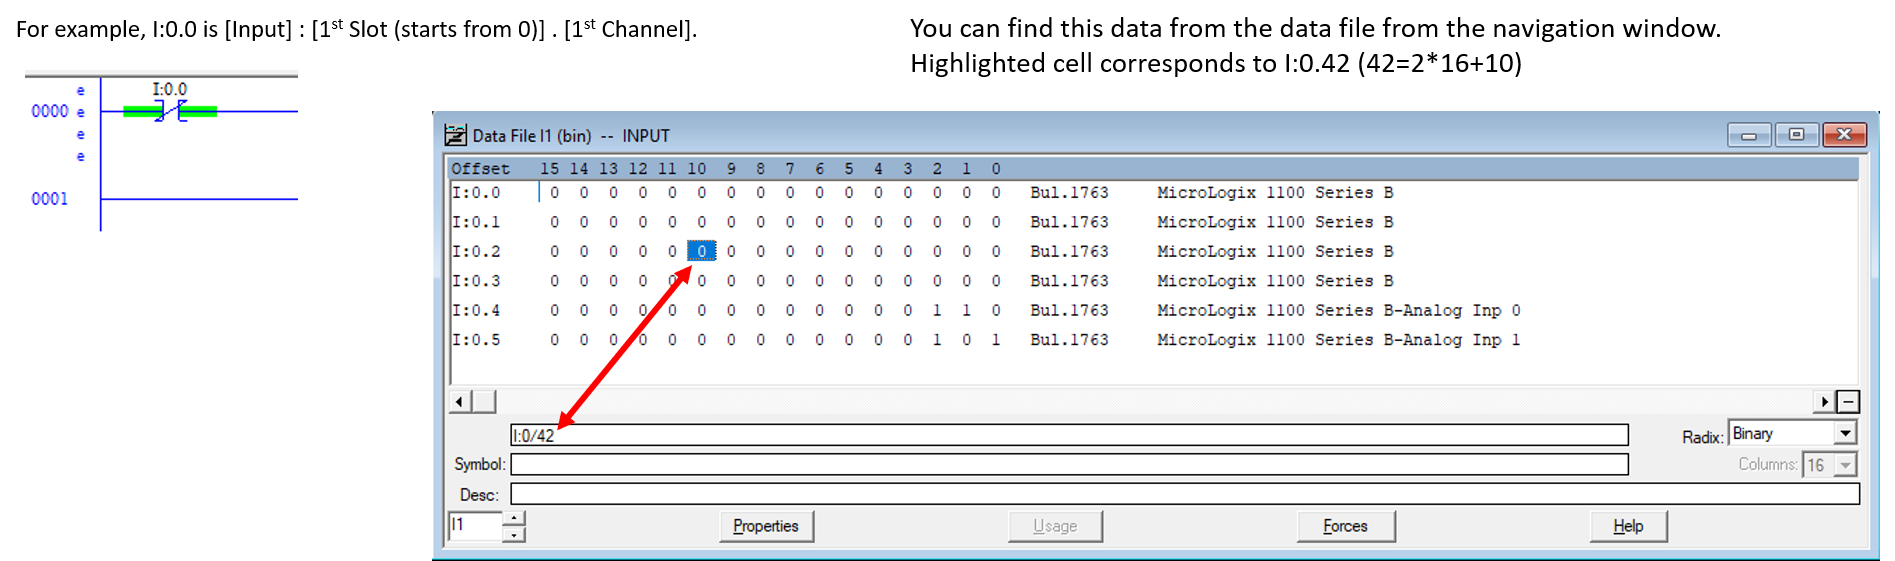 For example, I:0.0 is [Input] : [1st Slot (starts from 0)] . [1st Channel].
You can find this data from the data file from the navigation window.
Highlighted cell corresponds to I:0.42 (42=2*16+10)
e
I:0.0
0000 e
e
e
0001
Data File I1 (bin) -- INPUT
Offset 15 14 13 12 11 10 9 8 7 6 5 4 3 2 1 0
I:0.0 0 0 0 0 0 0 0 0 0 0 0 0 0 0 0 0 Bul.1763 MicroLogix 1100 Series B
I:0.1 0 0 0 0 0 0 0 0 0 0 0 0 0 0 0 0 Bul.1763 MicroLogix 1100 Series B
I:0.2 0 0 0 0 0 0 0 0 0 0 0 0 0 0 0 0 Bul.1763 MicroLogix 1100 Series B
I:0.3 0 0 0 0 0 0 0 0 0 0 0 0 0 0 0 0 Bul.1763 MicroLogix 1100 Series B
I:0.4 0 0 0 0 0 0 0 0 0 0 0 0 0 1 1 0 Bul.1763 MicroLogix 1100 Series B-Analog Inp 0
I:0.5 0 0 0 0 0 0 0 0 0 0 0 0 0 1 0 1 Bul.1763 MicroLogix 1100 Series B-Analog Inp 1
I:0/42
Radix: Binary
Symbol:
Columns: 16
Desc:
I1
Properties
Usage
Forces
Help